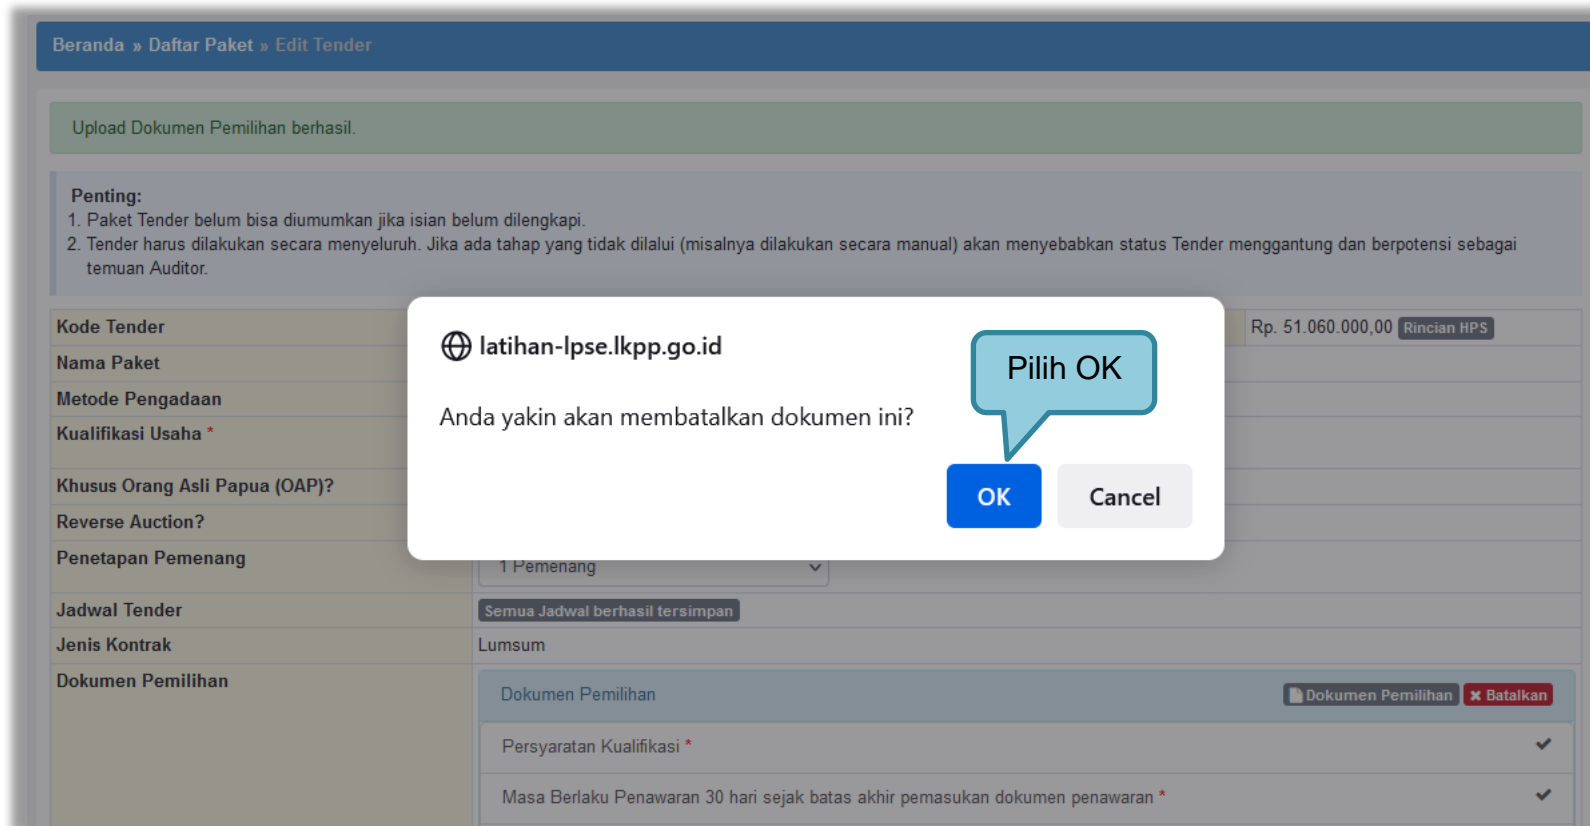 Beranda » Daftar Paket » Edit Tender
Upload Dokumen Pemilihan berhasil.
Penting:
1. Paket Tender belum bisa diumumkan jika isian belum dilengkapi.
2. Tender harus dilakukan secara menyeluruh. Jika ada tahap yang tidak dilalui (misalnya dilakukan secara manual) akan menyebabkan status Tender menggantung dan berpotensi sebagai
temuan Auditor.
Kode Tender
Rp. 51.060.000,00 Rincian HPS
Nama Paket
Metode Pengadaan
Kualifikasi Usaha *
Khusus Orang Asli Papua (OAP)?
Reverse Auction?
Penetapan Pemenang
1 Pemenang
latihan-lpse.lkpp.go.id
Anda yakin akan membatalkan dokumen ini?
Pilih OK
OK
Cancel
Jadwal Tender
Semua Jadwal berhasil tersimpan
Jenis Kontrak
Lumsum
Dokumen Pemilihan
Dokumen Pemilihan
Dokumen Pemilihan
Batalkan
Persyaratan Kualifikasi *
Masa Berlaku Penawaran 30 hari sejak batas akhir pemasukan dokumen penawaran *